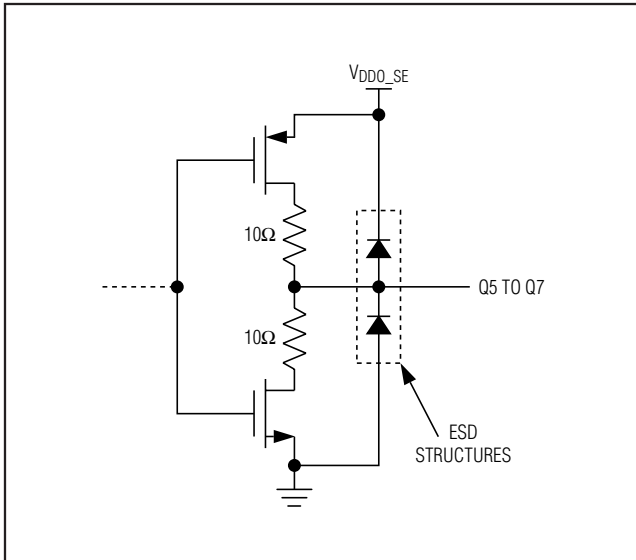 VDDO_SE
10Ω
Q5 TO Q7
10Ω
ESD
STRUCTURES